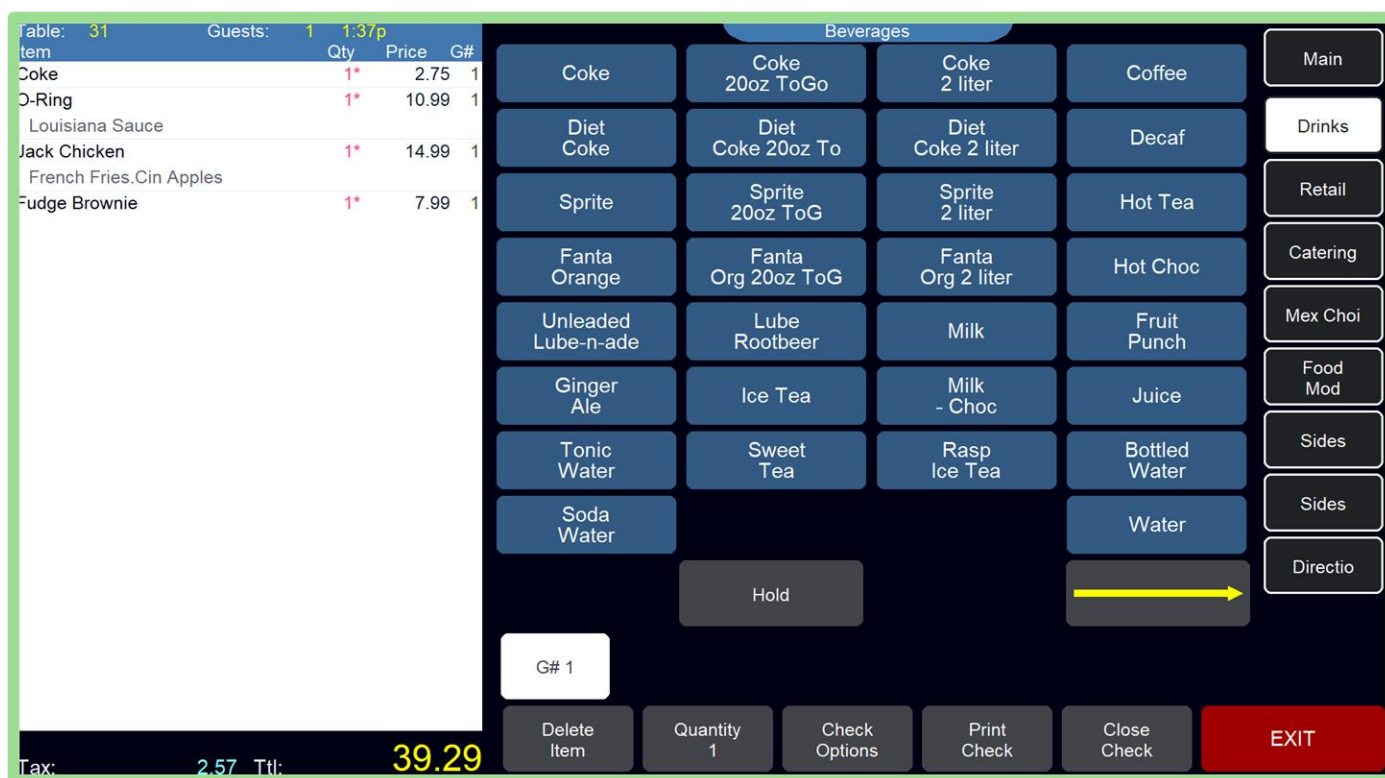 Table: 31 Guests: 1 1:37p
Item Qty Price G#
Coke 1* 2.75 1
O-Ring 1* 10.99 1
Louisiana Sauce
Jack Chicken 1* 14.99 1
French Fries.Cin Apples
Fudge Brownie 1* 7.99 1
Tax: 2.57 Ttl: 39.29
Beverages
Coke
Coke
20oz ToGo
Coke
2 liter
Coffee
Diet
Coke
Diet
Coke 20oz To
Diet
Coke 2 liter
Decaf
Sprite
Sprite
20oz ToG
Sprite
2 liter
Hot Tea
Fanta
Orange
Fanta
Org 20oz ToG
Fanta
Org 2 liter
Hot Choc
Unleaded
Lube-n-ade
Lube
Rootbeer
Milk
Fruit
Punch
Ginger
Ale
Ice Tea
Milk
- Choc
Juice
Tonic
Water
Sweet
Tea
Rasp
Ice Tea
Bottled
Water
Soda
Water
Water
Hold
G# 1
Delete
Item
Quantity
1
Check
Options
Print
Check
Close
Check
EXIT
Main
Drinks
Retail
Catering
Mex Choi
Food
Mod
Sides
Sides
Directio